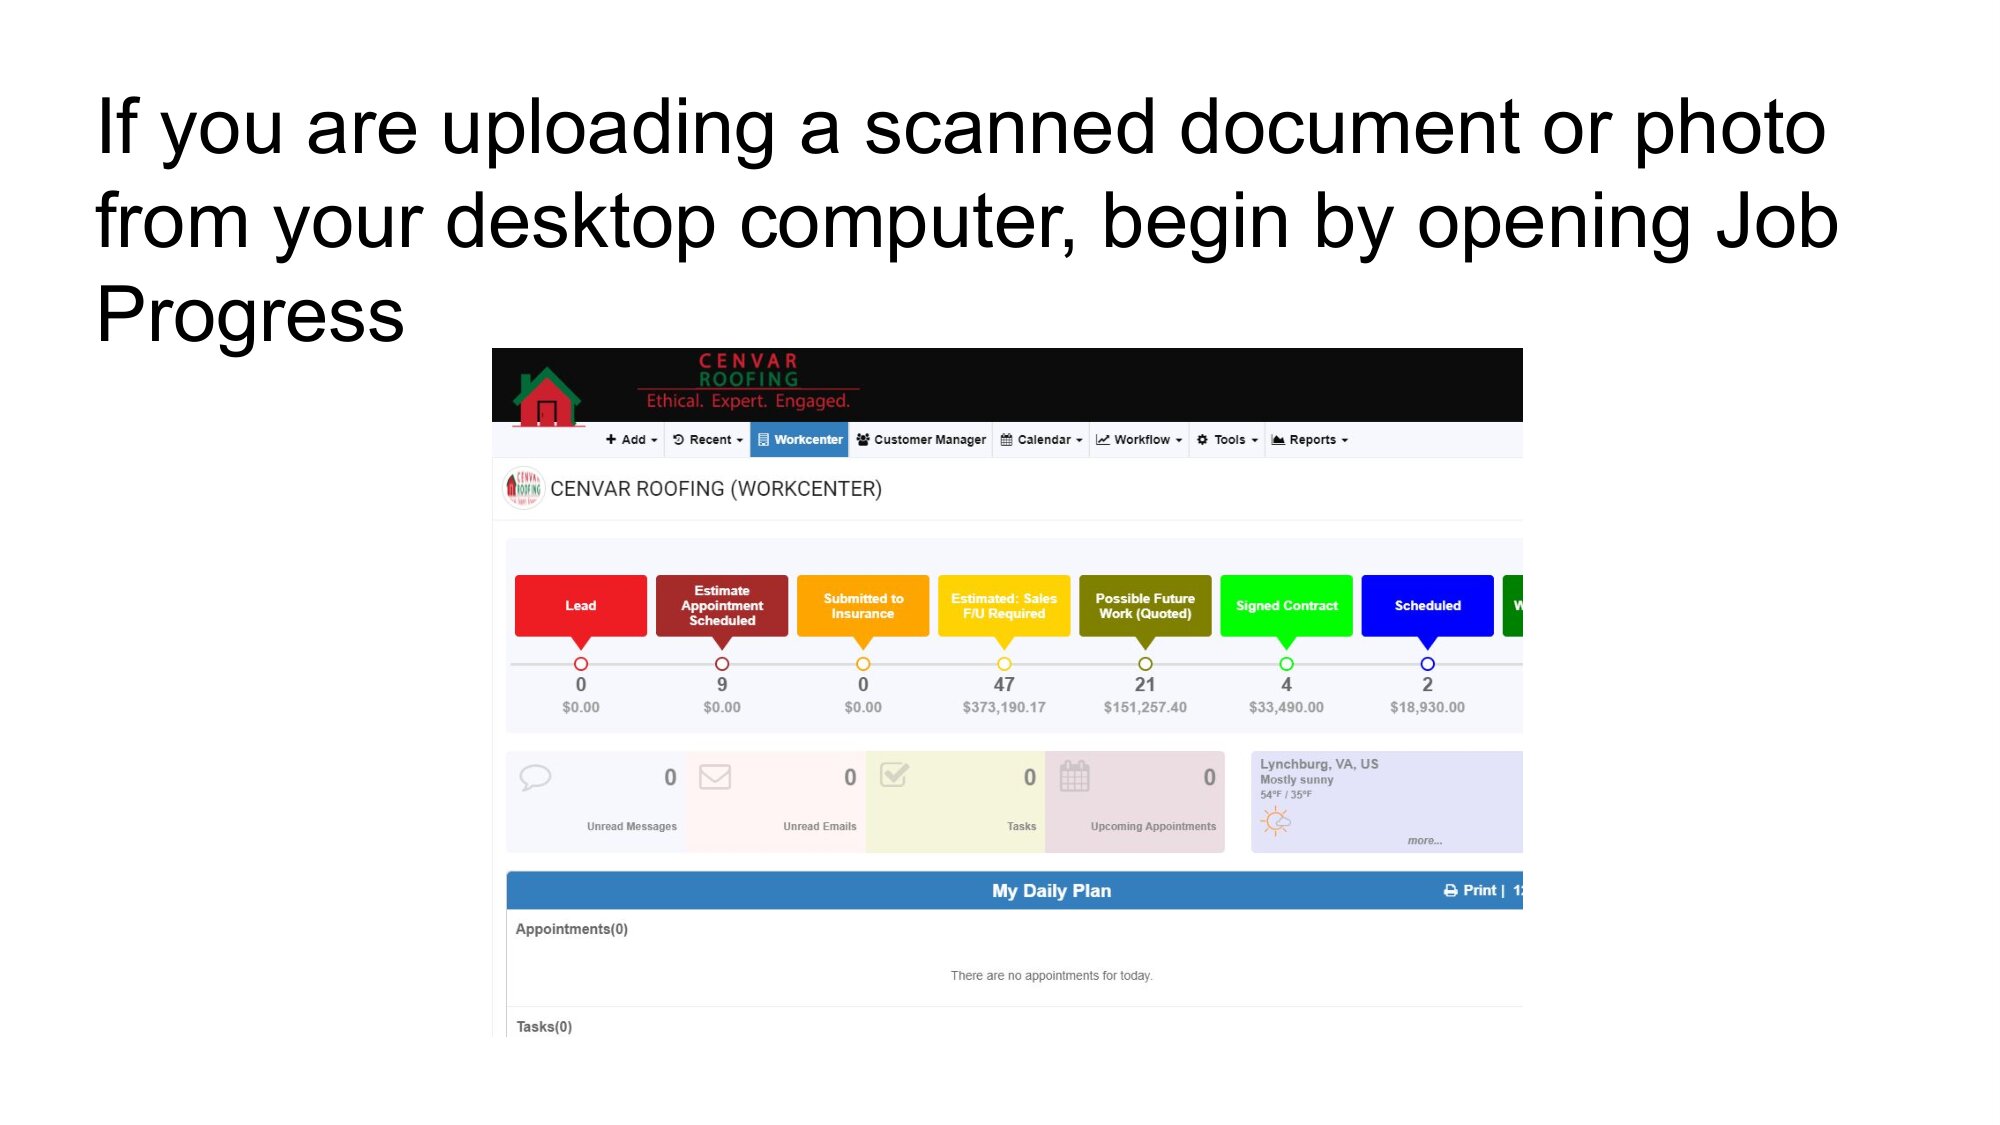 If you are uploading a scanned document or photo
from your desktop computer, begin by opening Job
Progress
CENVAR
ROOFING
Ethical. Expert. Engaged.
Add Recent Workcenter Customer Manager Calendar Workflow Tools Reports
CENVAR ROOFING (WORKCENTER)
Lead
Estimate
Appointment
Scheduled
Submitted to
Insurance
Estimated: Sales
F/U Required
Possible Future
Work (Quoted)
Signed Contract
Scheduled
0 9 0 47 21 4 2
$0.00 $0.00 $0.00 $373,190.17 $151,257.40 $33,490.00 $18,930.00
0 0 0 0
Unread Messages Unread Emails Tasks Upcoming Appointments
Lynchburg, VA, US
Mostly sunny
54°F / 35°F
more...
My Daily Plan
Print |
Appointments(0)
There are no appointments for today.
Tasks(0)